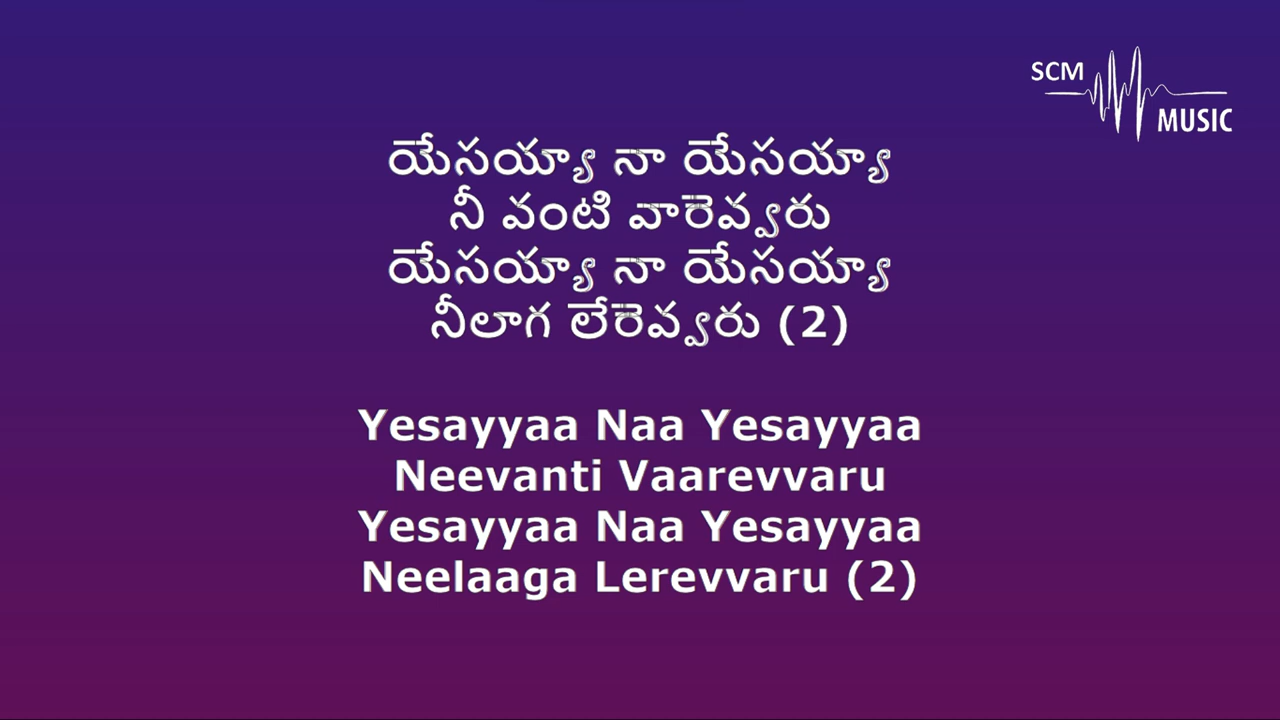 SCM
MUSIC
యేసయ్యా నా యేసయ్యా
నీ వంటి వారెవ్వరు
యేసయ్యా నా యేసయ్యా
నీలాగ లేరెవ్వరు (2)
Yesayyaa Naa Yesayyaa
Neevanti Vaarevvaru
Yesayyaa Naa Yesayyaa
Neelaaga Lerevvaru (2)